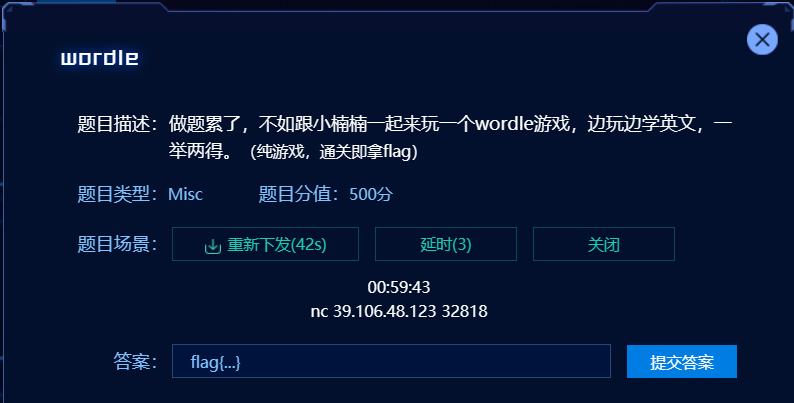 wordle
题目描述：做题累了，不如跟小楠楠一起来玩一个wordle游戏，边玩边学英文，一
举两得。（纯游戏，通关即拿flag）
题目类型：Misc 题目分值：500分
题目场景： 重新下发(42s) 延时(3) 关闭
00:59:43
nc 39.106.48.123 32818
答案： flag{...} 提交答案